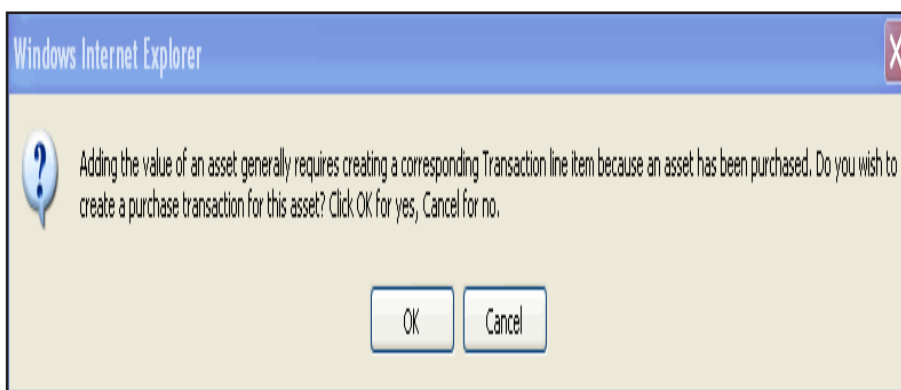 Windows Internet Explorer
Adding the value of an asset generally requires creating a corresponding Transaction line item because an asset has been purchased. Do you wish to
create a purchase transaction for this asset? Click OK for yes, Cancel for no.
OK
Cancel